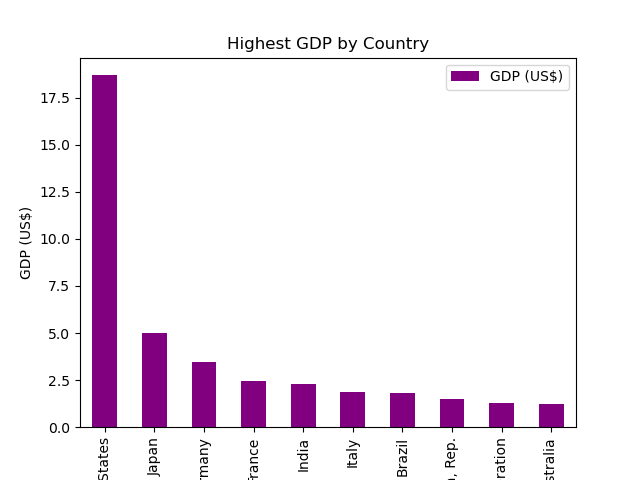 Highest GDP by Country
GDP (US$)
GDP (US$)
17.5
15.0
12.5
10.0
7.5
5.0
2.5
0.0
States
Japan
rmany
rance
India
Italy
Brazil
, Rep.
ration
stralia